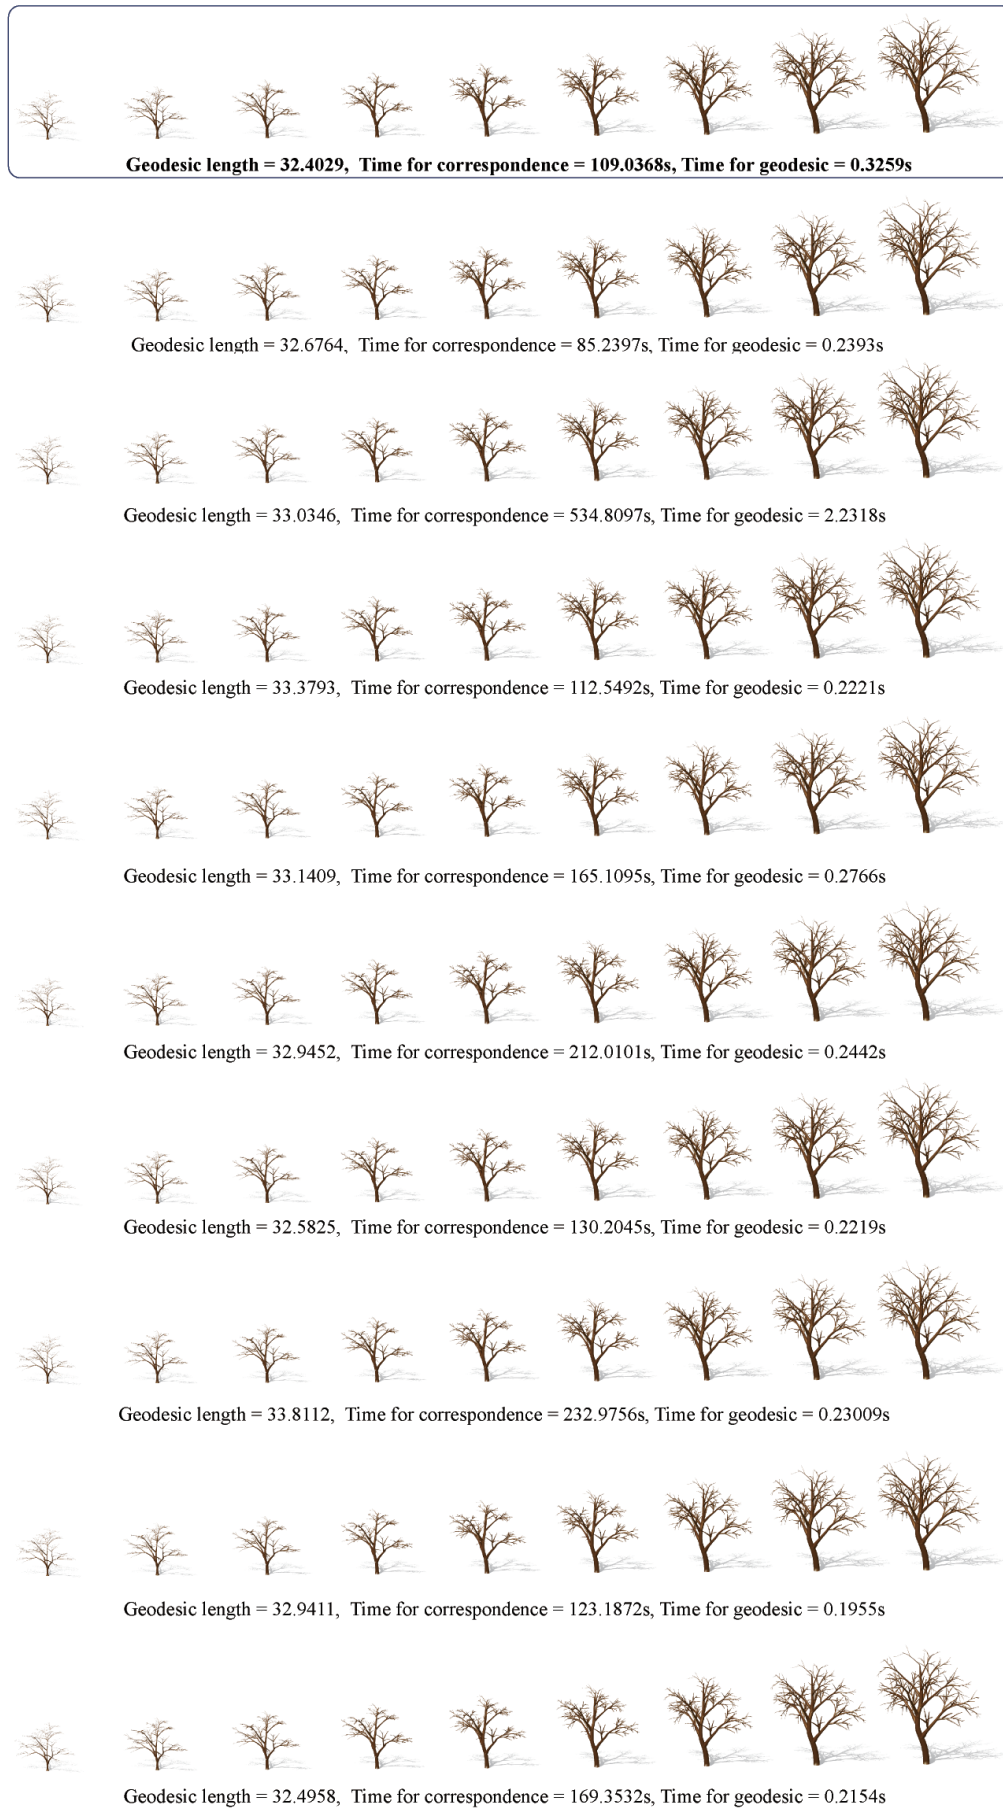 Geodesic length = 32.4029, Time for correspondence = 109.0368s, Time for geodesic = 0.3259s
Geodesic length = 32.6764, Time for correspondence = 85.2397s, Time for geodesic = 0.2393s
Geodesic length = 33.0346, Time for correspondence = 534.8097s, Time for geodesic = 2.2318s
Geodesic length = 33.3793, Time for correspondence = 112.5492s, Time for geodesic = 0.2221s
Geodesic length = 33.1409, Time for correspondence = 165.1095s, Time for geodesic = 0.2766s
Geodesic length = 32.9452, Time for correspondence = 212.0101s, Time for geodesic = 0.2442s
Geodesic length = 32.5825, Time for correspondence = 130.2045s, Time for geodesic = 0.2219s
Geodesic length = 33.8112, Time for correspondence = 232.9756s, Time for geodesic = 0.23009s
Geodesic length = 32.9411, Time for correspondence = 123.1872s, Time for geodesic = 0.1955s
Geodesic length = 32.4958, Time for correspondence = 169.3532s, Time for geodesic = 0.2154s